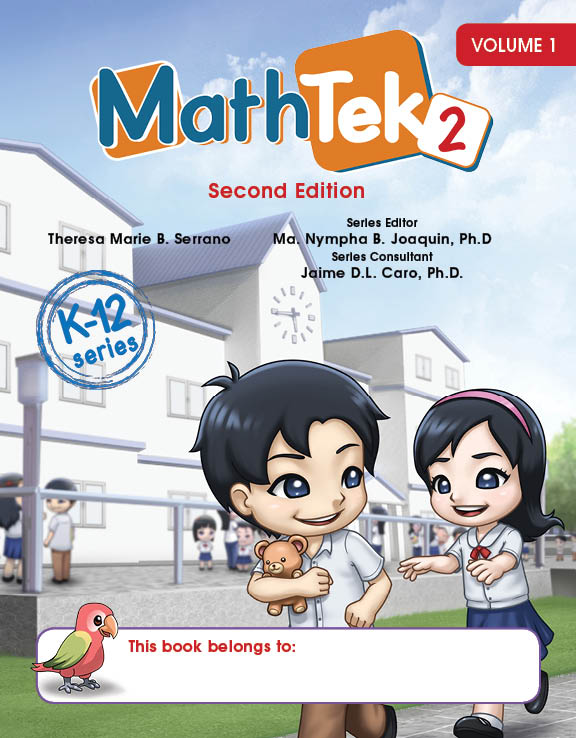 VOLUME 1
MathTek 2
Second Edition
Theresa Marie B. Serrano
Series Editor
Ma. Nympha B. Joaquin, Ph.D
Series Consultant
Jaime D.L. Caro, Ph.D.
K-12
series
This book belongs to: